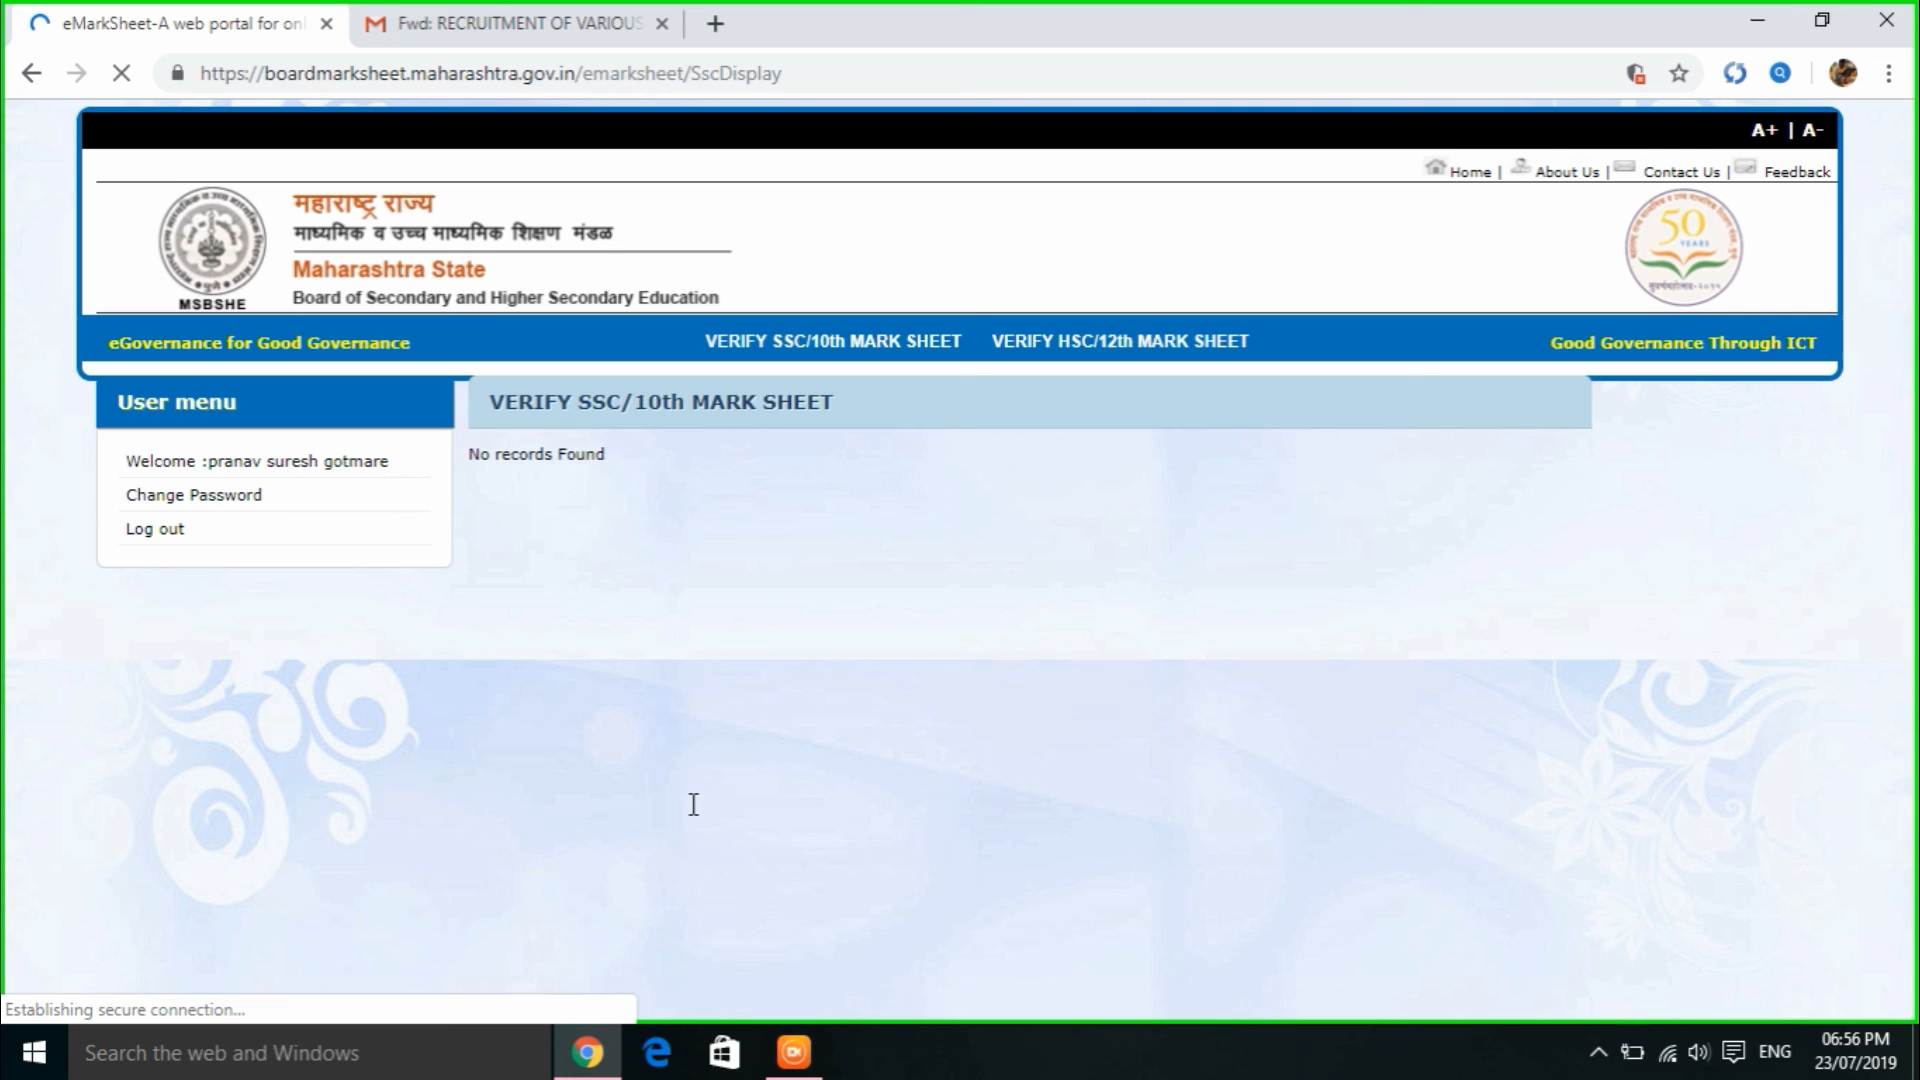 eMarkSheet-A web portal for onl
Fwd: RECRUITMENT OF VARIOUS
https://boardmarksheet.maharashtra.gov.in/emarksheet/SscDisplay
A+ | A-
Home | About Us | Contact Us | Feedback
महाराष्ट्र राज्य
माध्यमिक व उच्च माध्यमिक शिक्षण मंडळ
Maharashtra State
Board of Secondary and Higher Secondary Education
MSBSHE
50
YEARS
eGovernance for Good Governance
VERIFY SSC/10th MARK SHEET VERIFY HSC/12th MARK SHEET
Good Governance Through ICT
User menu
VERIFY SSC/10th MARK SHEET
Welcome :pranav suresh gotmare
No records Found
Change Password
Log out
Establishing secure connection...
Search the web and Windows
ENG
06:56 PM
23/07/2019